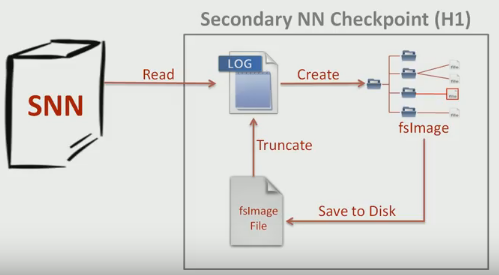 Secondary NN Checkpoint (H1)
SNN
Read
LOG
Create
fsImage
Truncate
fsImage
File
Save to Disk